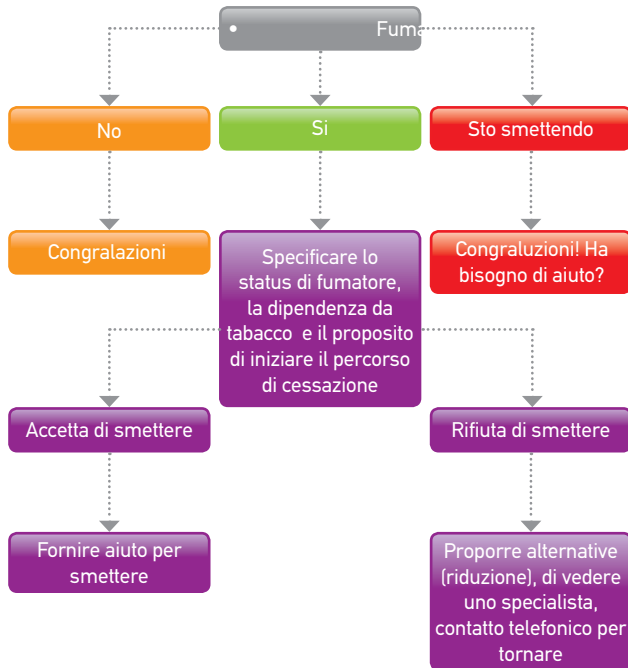 • Fuma
No
Si
Sto smettendo
Congralazioni
Specificare lo
status di fumatore,
la dipendenza da
tabacco e il proposito
di iniziare il percorso
di cessazione
Congraluzioni! Ha
bisogno di aiuto?
Accetta di smettere
Rifiuta di smettere
Fornire aiuto per
smettere
Proporre alternative
(riduzione), di vedere
uno specialista,
contatto telefonico per
tornare